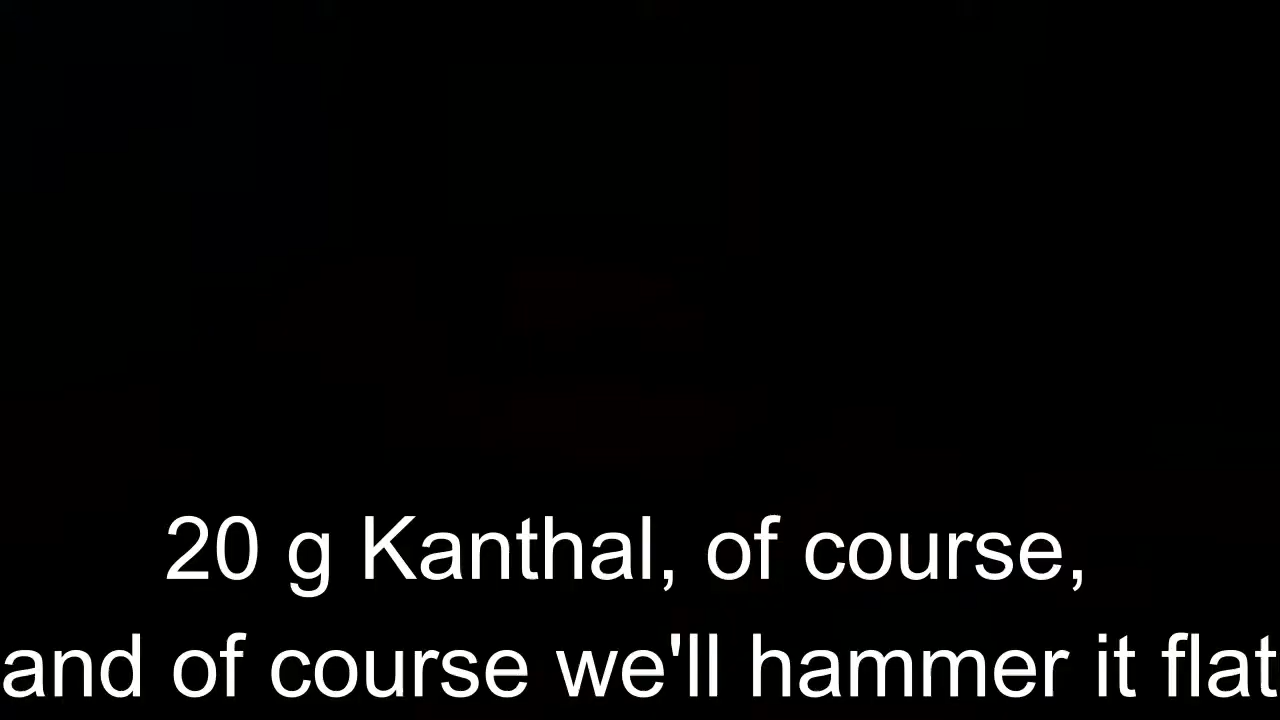 20 g Kanthal, of course,
and of course we'll hammer it flat